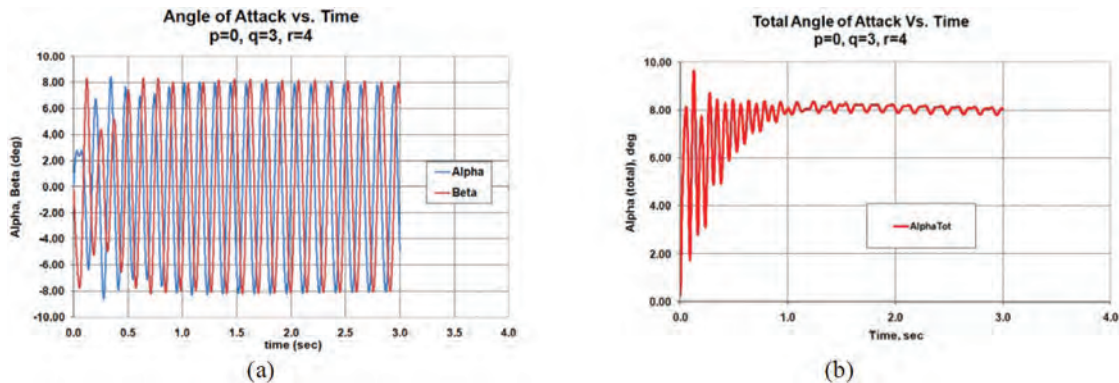 Angle of Attack vs. Time
p=0, q=3, r=4
10.00
8.00
6.00
4.00
2.00
0.00
-2.00
-4.00
-6.00
-8.00
-10.00
Alpha, Beta (deg)
0.0 0.5 1.0 1.5 2.0 2.5 3.0 3.5 4.0
time (sec)
Alpha
Beta
(a)
Total Angle of Attack Vs. Time
p=0, q=3, r=4
10.00
8.00
6.00
4.00
2.00
0.00
Alpha (total), deg
0.0 1.0 2.0 3.0 4.0
Time, sec
AlphaTot
(b)